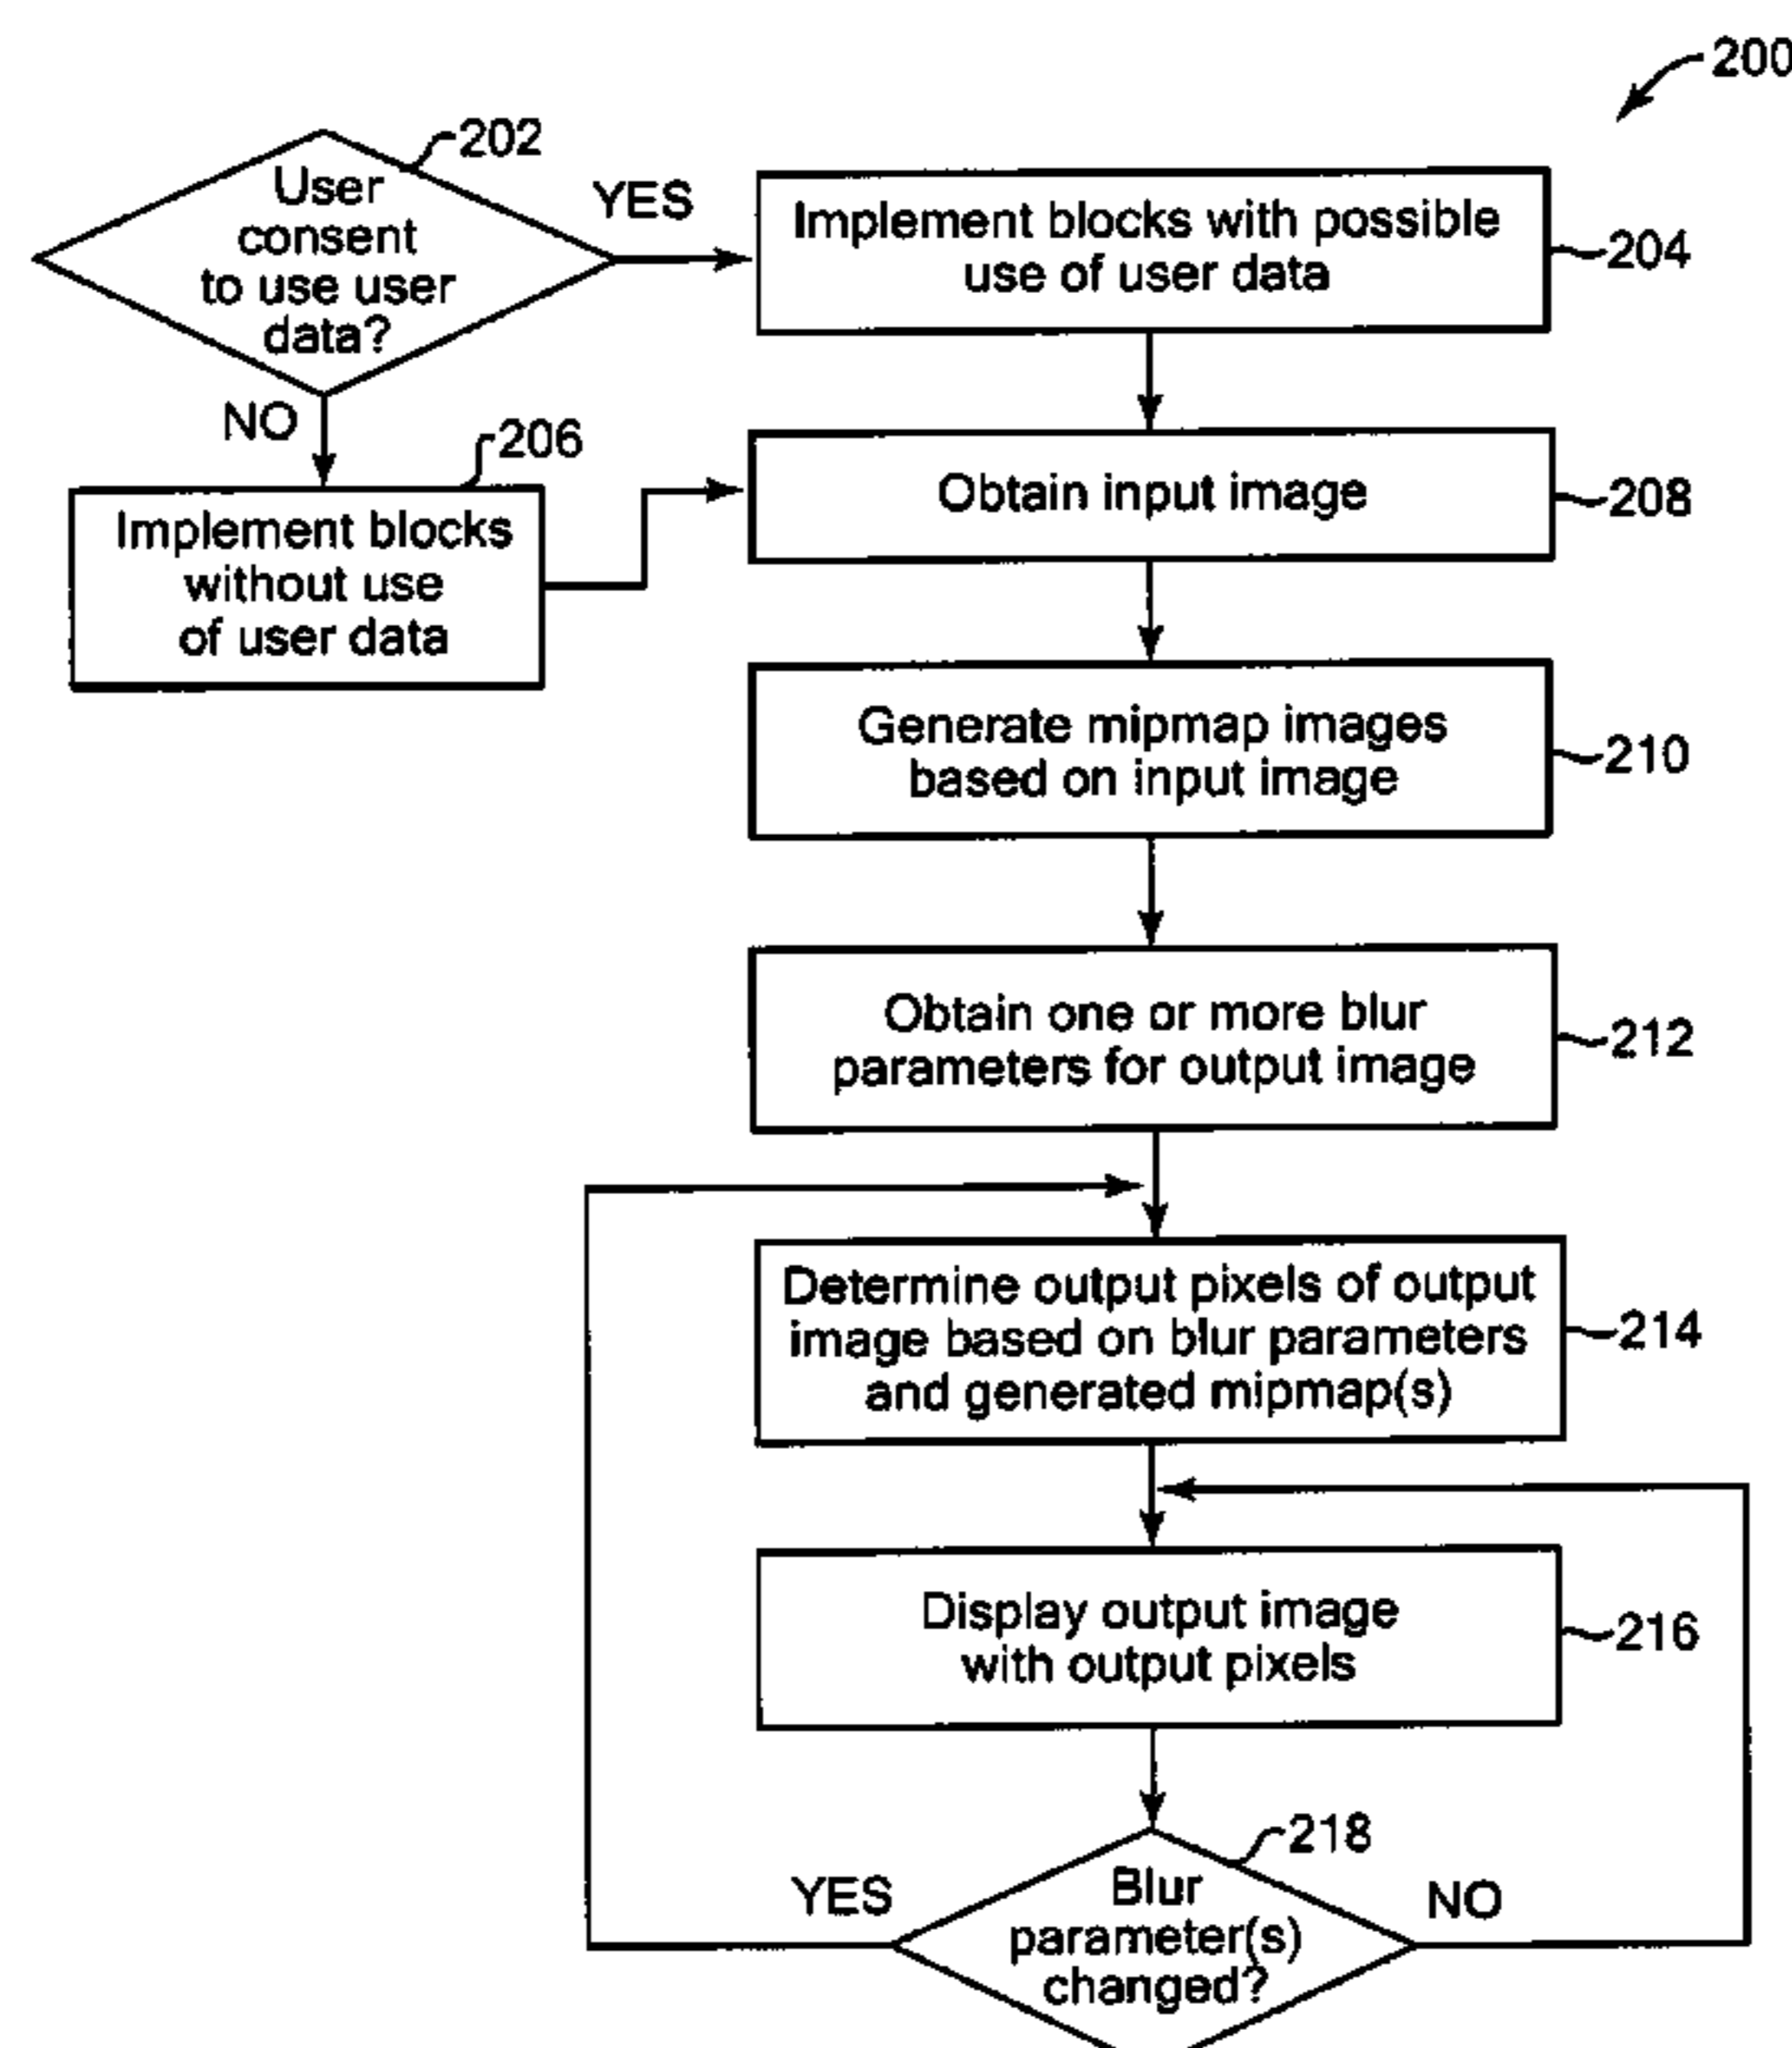 200
202
User
consent
to use user
data?
YES
NO
Implement blocks with possible
use of user data
204
206
Implement blocks
without use
of user data
Obtain input image
208
Generate mipmap images
based on input image
210
Obtain one or more blur
parameters for output image
212
Determine output pixels of output
image based on blur parameters
and generated mipmap(s)
214
Display output image
with output pixels
216
218
Blur
parameter(s)
changed?
YES
NO